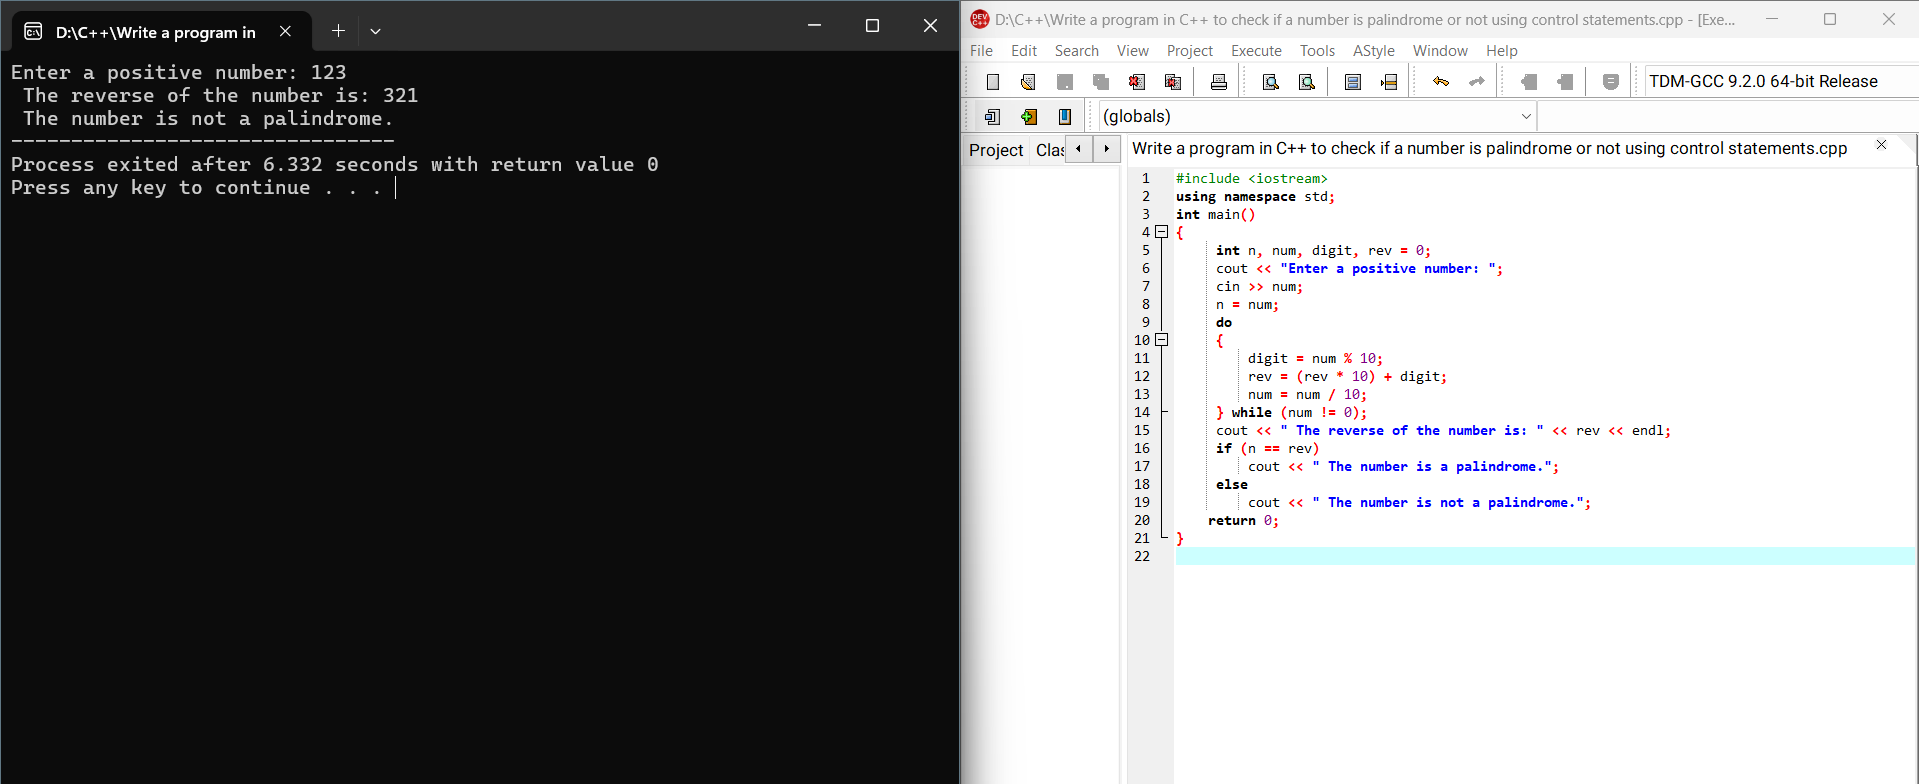 D:\C++\Write a program in
Enter a positive number: 123
The reverse of the number is: 321
The number is not a palindrome.
--------------------------------
Process exited after 6.332 seconds with return value 0
Press any key to continue . . .
DEV C++ D:\C++\Write a program in C++ to check if a number is palindrome or not using control statements.cpp - [Exe...
File Edit Search View Project Execute Tools AStyle Window Help
TDM-GCC 9.2.0 64-bit Release
(globals)
Project Clas
Write a program in C++ to check if a number is palindrome or not using control statements.cpp
1 #include <iostream>
2 using namespace std;
3 int main()
4 {
5 int n, num, digit, rev = 0;
6 cout << "Enter a positive number: ";
7 cin >> num;
8 n = num;
9 do
10 {
11 digit = num % 10;
12 rev = (rev * 10) + digit;
13 num = num / 10;
14 } while (num != 0);
15 cout << " The reverse of the number is: " << rev << endl;
16 if (n == rev)
17 cout << " The number is a palindrome.";
18 else
19 cout << " The number is not a palindrome.";
20 return 0;
21 }
22